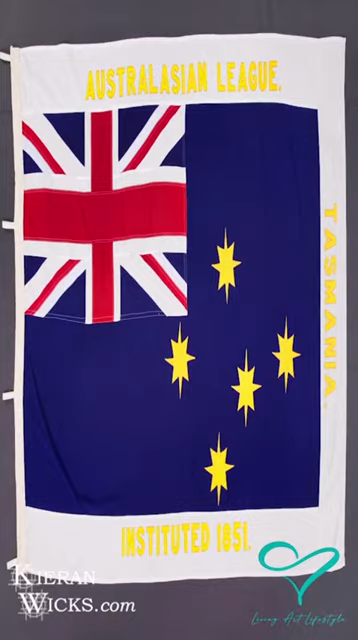 AUSTRALASIAN LEAGUE.
TASMANIA.
INSTITUTED 1851.
KIERAN
WICKS.com
Living Art Lifestyle